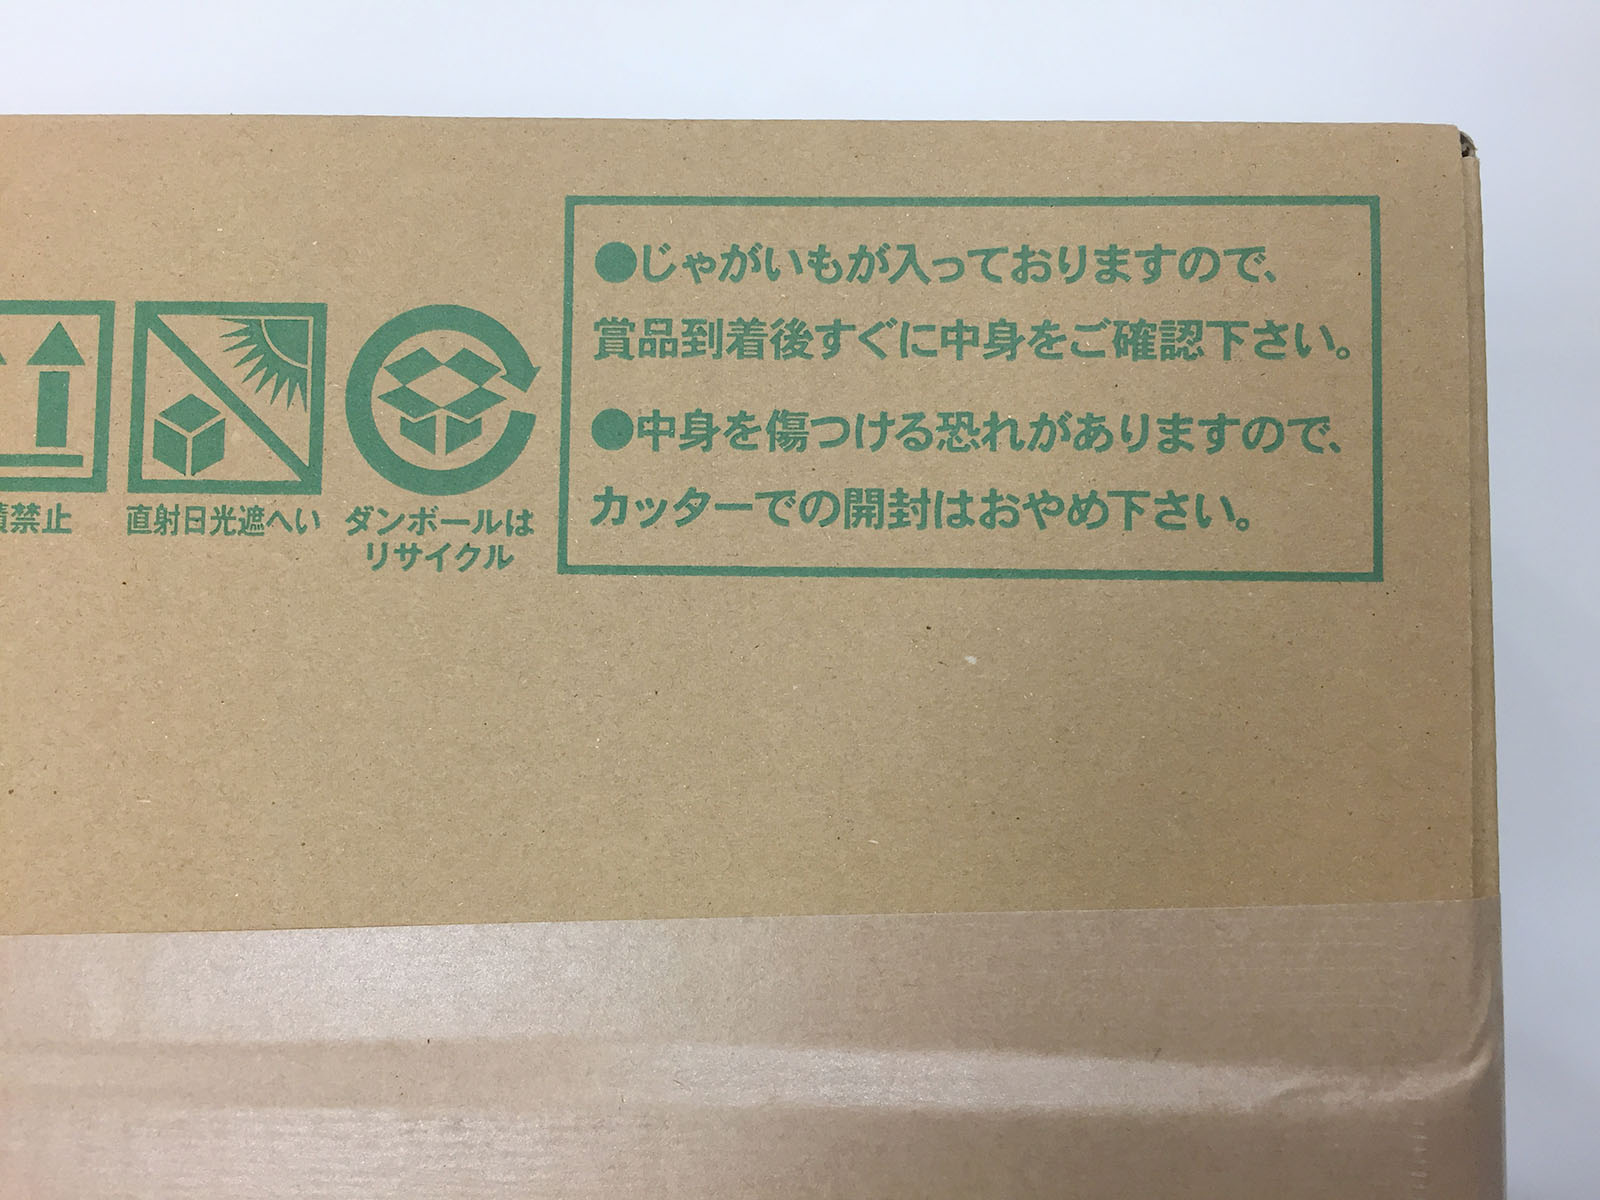 ●じゃがいもが入っておりますので、
賞品到着後すぐに中身をご確認下さい。
●中身を傷つける恐れがありますので、
カッターでの開封はおやめ下さい。
禁止
直射日光遮へい
ダンボールは
リサイクル